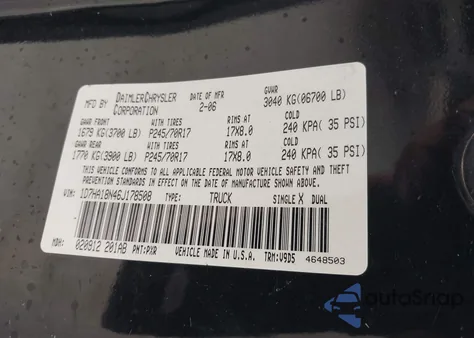 MFD BY DAIMLERCHRYSLER CORPORATION DATE OF MFR 2-06 GVWR 3040 KG(06700 LB)
GAWR FRONT WITH TIRES RIMS AT COLD
1679 KG(3700 LB) P245/70R17 17X8.0 240 KPA( 35 PSI)
GAWR REAR WITH TIRES RIMS AT COLD
1770 KG(3900 LB) P245/70R17 17X8.0 240 KPA( 35 PSI)
THIS VEHICLE CONFORMS TO ALL APPLICABLE FEDERAL MOTOR VEHICLE SAFETY AND THEFT
PREVENTION STANDARDS IN EFFECT ON THE DATE OF MANUFACTURE SHOWN ABOVE.
VIN: 1D7HA18N46J178508 TYPE: TRUCK SINGLE X DUAL
MDH: 020912 201AB PNT:PXR VEHICLE MADE IN U.S.A. TRM:V9D5 4648503
autoSnap